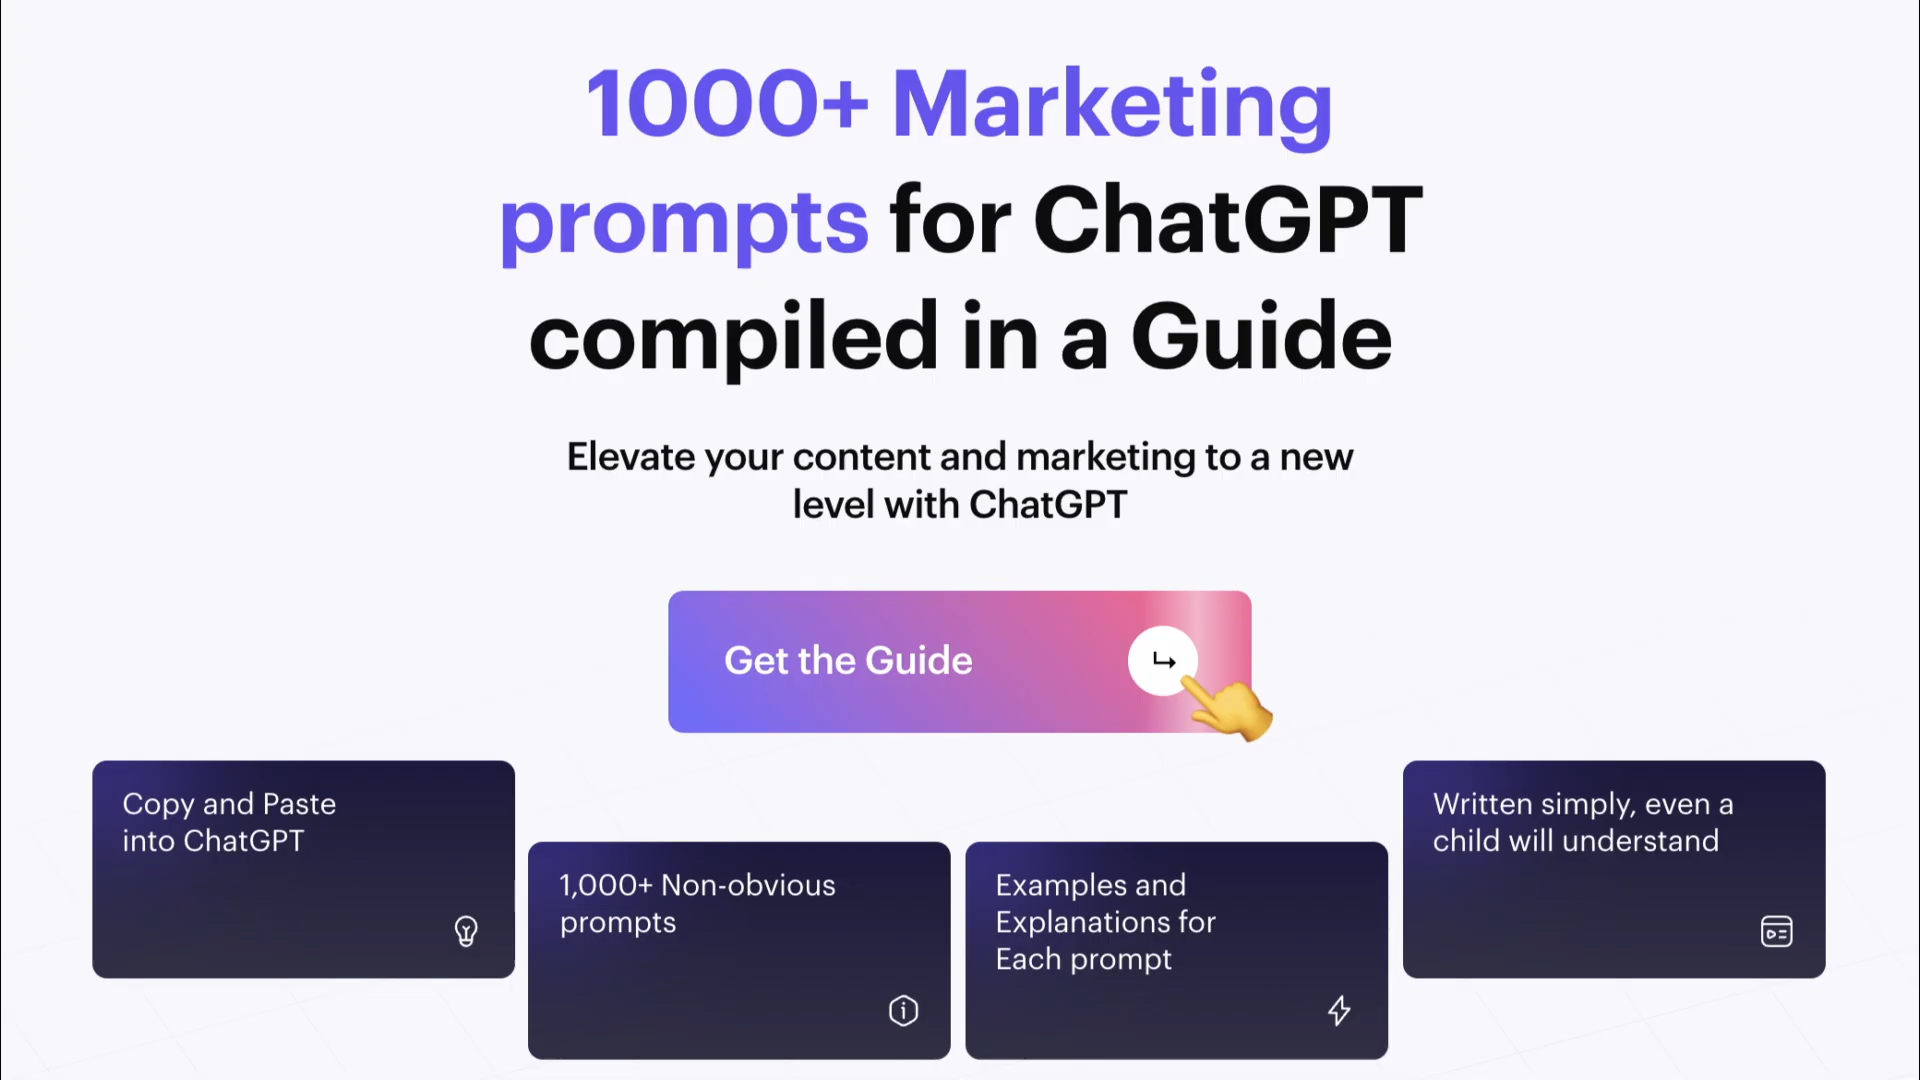 1000+ Marketing
prompts for ChatGPT
compiled in a Guide
Elevate your content and marketing to a new
level with ChatGPT
Get the Guide
Copy and Paste
into ChatGPT
1,000+ Non-obvious
prompts
Examples and
Explanations for
Each prompt
Written simply, even a
child will understand